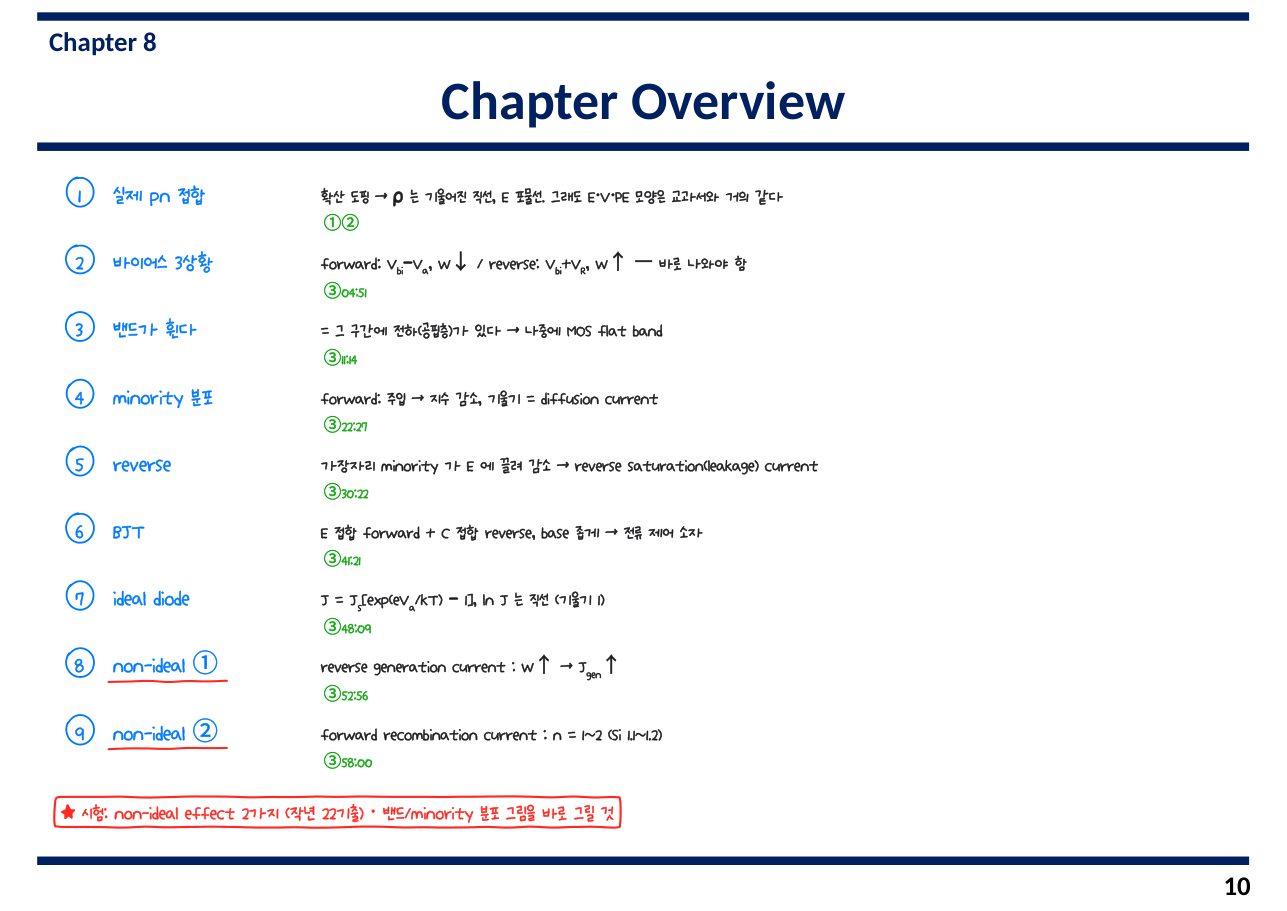 Chapter 8
Chapter Overview
① 실제 pn 접합 확산 도핑 → ρ 는 기울어진 직선, E 포물선. 그래도 E·V·PE 모양은 교과서와 거의 같다
①②
② 바이어스 3상황 forward: Vbi−Va, W↓ / reverse: Vbi+VR, W↑ — 바로 나와야 함
③04:51
③ 밴드가 휜다 = 그 구간에 전하(공핍층)가 있다 → 나중에 MOS flat band
③11:14
④ minority 분포 forward: 주입 → 지수 감소, 기울기 = diffusion current
③22:27
⑤ reverse 가장자리 minority 가 E 에 끌려 감소 → reverse saturation(leakage) current
③30:22
⑥ BJT E 접합 forward + C 접합 reverse, base 좁게 → 전류 제어 소자
③41:21
⑦ ideal diode J = Js[exp(eVa/kT) − 1], ln J 는 직선 (기울기 1)
③48:09
⑧ non-ideal ① reverse generation current : W↑ → Jgen↑
③52:56
⑨ non-ideal ② forward recombination current : n = 1~2 (Si 1.1~1.2)
③58:00
★ 시험: non-ideal effect 2가지 (작년 22기출) · 밴드/minority 분포 그림을 바로 그릴 것
10